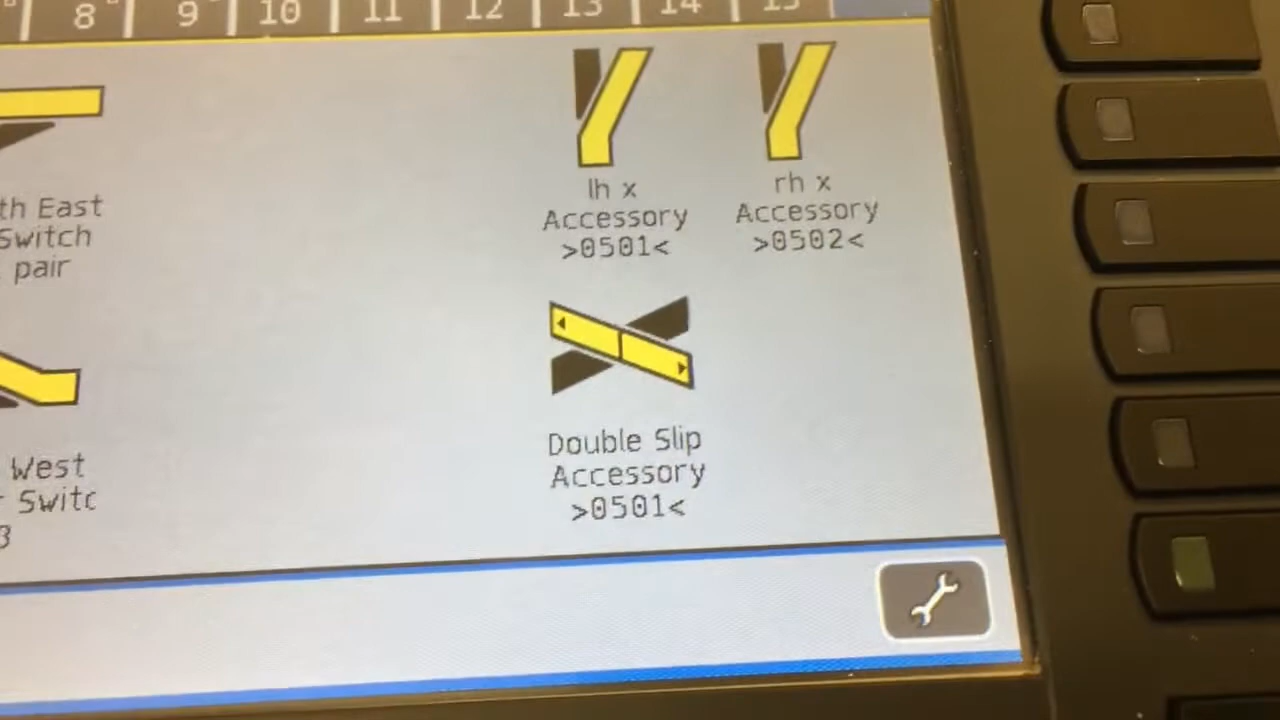 8 9 10 11 12 13 14 15
th East
Switch
pair
lh x
Accessory
>0501<
rh x
Accessory
>0502<
West
Switc
3
Double Slip
Accessory
>0501<